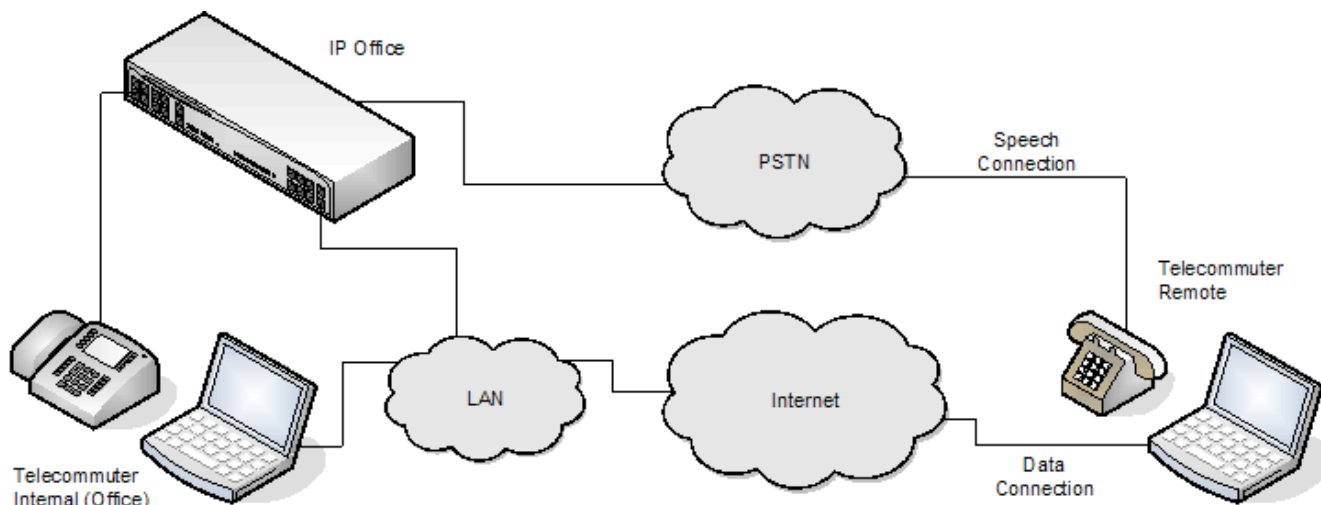 IP Office
PSTN
Speech
Connection
Telecommuter
Remote
LAN
Internet
Telecommuter
Internal (Office)
Data
Connection